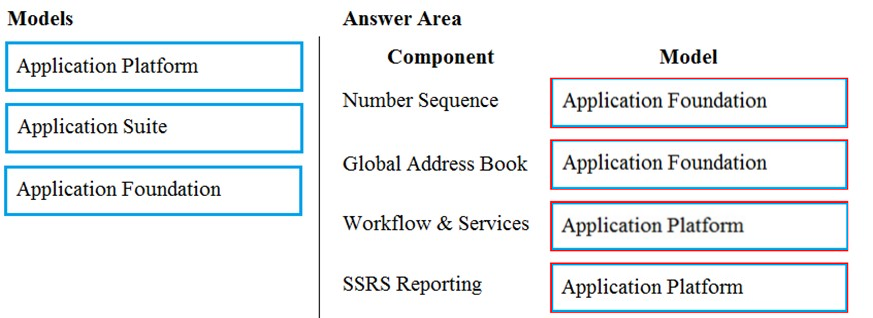 Models
Application Platform
Application Suite
Application Foundation
Answer Area
Component Model
Number Sequence Application Foundation
Global Address Book Application Foundation
Workflow & Services Application Platform
SSRS Reporting Application Platform